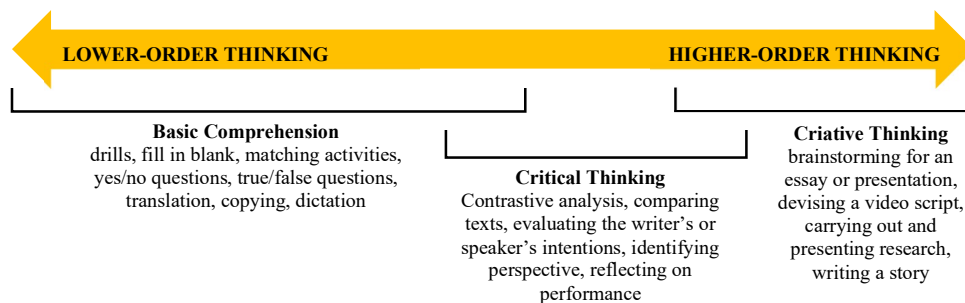 LOWER-ORDER THINKING
HIGHER-ORDER THINKING
Basic Comprehension
drills, fill in blank, matching activities,
yes/no questions, true/false questions,
translation, copying, dictation
Critical Thinking
Contrastive analysis, comparing
texts, evaluating the writer’s or
speaker’s intentions, identifying
perspective, reflecting on
performance
Criative Thinking
brainstorming for an
essay or presentation,
devising a video script,
carrying out and
presenting research,
writing a story